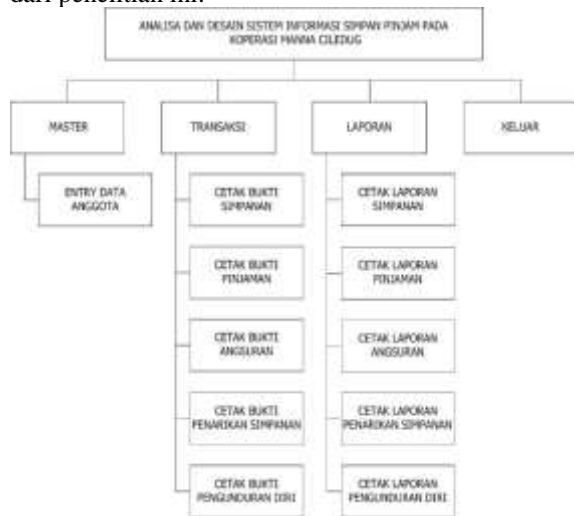 dari penelitian ini.
ANALISA DAN DESAIN SISTEM INFORMASI SIMPAN PINJAM PADA
KOPERASI MANNA CILEDUG
MASTER
TRANSAKSI
LAPORAN
KELUAR
ENTRY DATA
ANGGOTA
CETAK BUKTI
SIMPANAN
CETAK LAPORAN
SIMPANAN
CETAK BUKTI
PINJAMAN
CETAK LAPORAN
PINJAMAN
CETAK BUKTI
ANGSURAN
CETAK LAPORAN
ANGSURAN
CETAK BUKTI
PENARIKAN SIMPANAN
CETAK LAPORAN
PENARIKAN SIMPANAN
CETAK BUKTI
PENGUNDURAN DIRI
CETAK LAPORAN
PENGUNDURAN DIRI